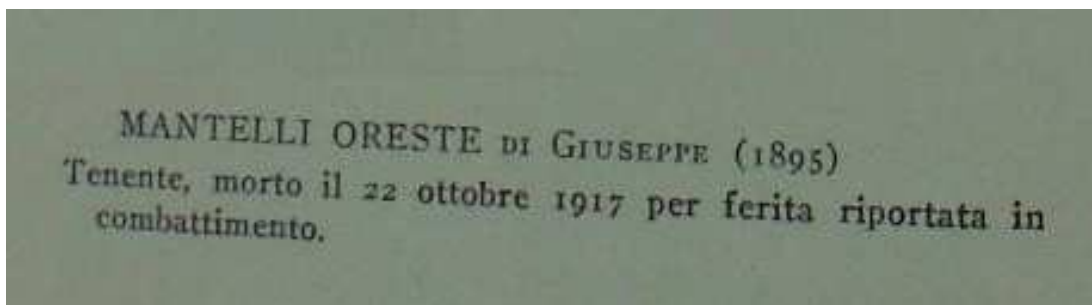 MANTELLI ORESTE DI GIUSEPPE (1895)
Tenente, morto il 22 ottobre 1917 per ferita riportata in
combattimento.